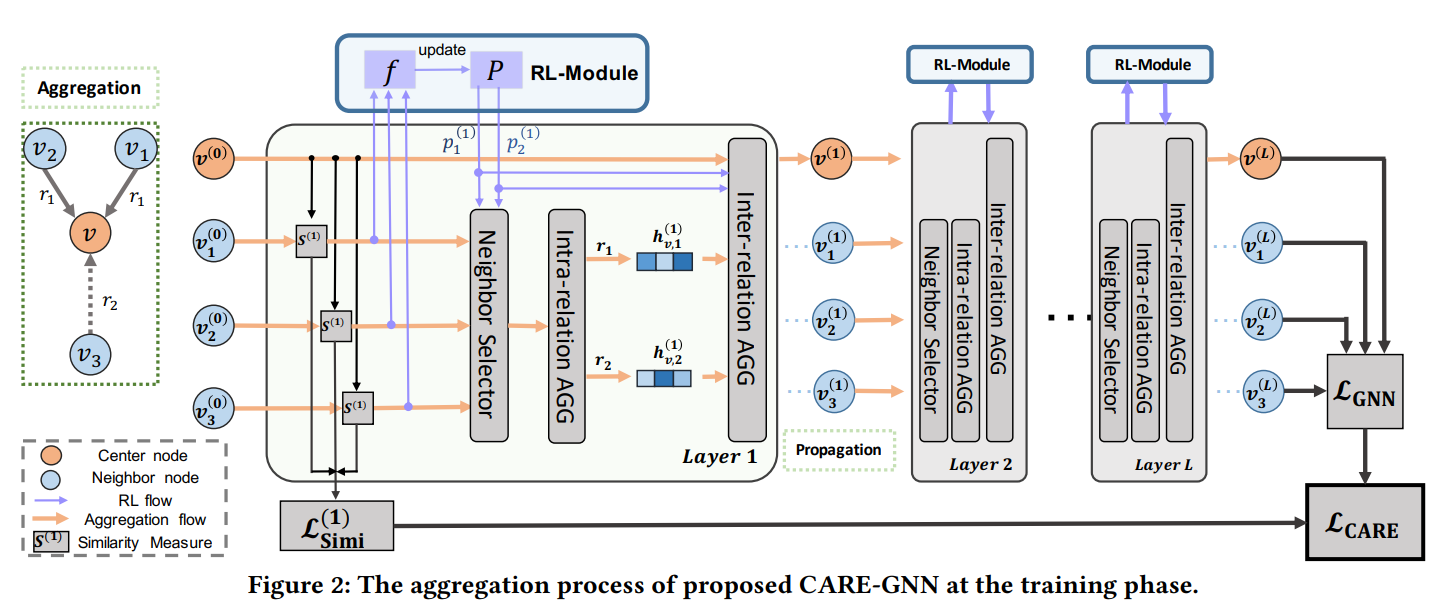 Aggregation
v2
v1
r1
r1
v
r2
v3
Center node
Neighbor node
RL flow
Aggregation flow
S(1) Similarity Measure
f
update
P
RL-Module
p1(1)
p2(1)
v(0)
v1(0)
v2(0)
v3(0)
S(1)
S(1)
S(1)
Neighbor Selector
Intra-relation AGG
r1
hv,1(1)
r2
hv,2(1)
Inter-relation AGG
Layer 1
ℒSimi(1)
v(1)
v1(1)
v2(1)
v3(1)
Propagation
RL-Module
Neighbor Selector
Intra-relation AGG
Inter-relation AGG
Layer 2
RL-Module
Neighbor Selector
Intra-relation AGG
Inter-relation AGG
Layer L
v(L)
v1(L)
v2(L)
v3(L)
ℒGNN
ℒCARE
Figure 2: The aggregation process of proposed CARE-GNN at the training phase.